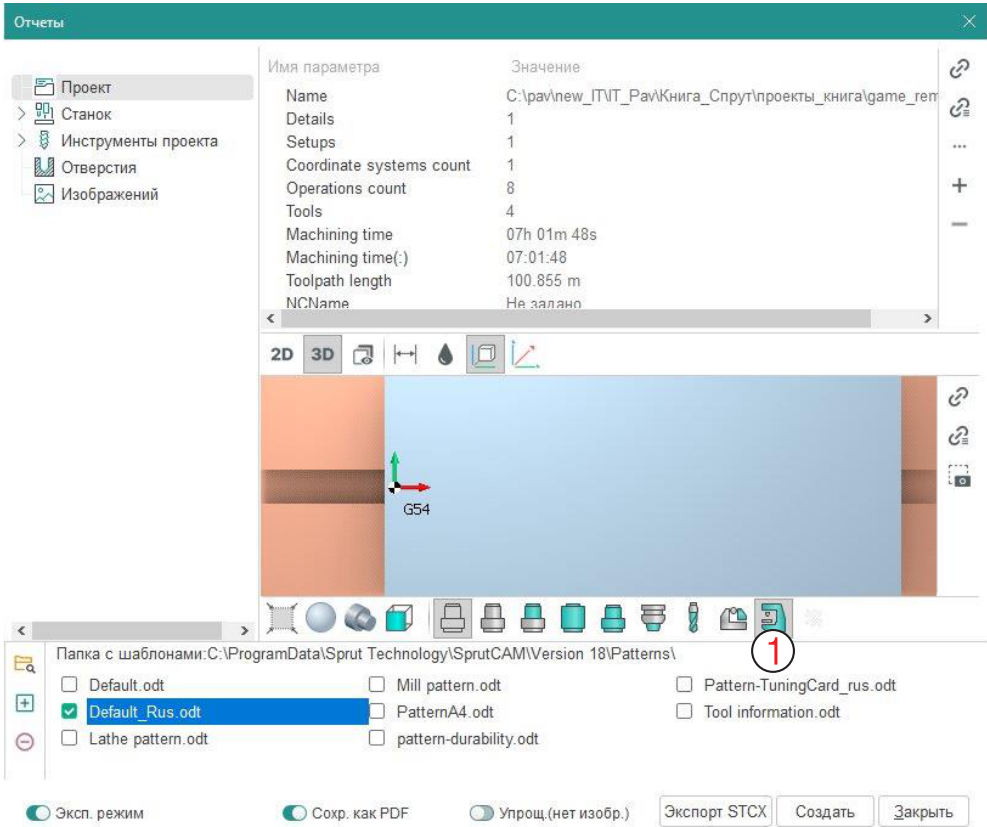 Отчеты
Проект
Станок
Инструменты проекта
Отверстия
Изображений
Имя параметра Значение
Name C:\pav\new_IT\IT_Pav\Книга_Спрут\проекты_книга\game_rem
Details 1
Setups 1
Coordinate systems count 1
Operations count 8
Tools 4
Machining time 07h 01m 48s
Machining time(:) 07:01:48
Toolpath length 100.855 m
NCName Не задано
2D 3D
G54
1
Папка с шаблонами:C:\ProgramData\Sprut Technology\SprutCAM\Version 18\Patterns\
Default.odt Mill pattern.odt Pattern-TuningCard_rus.odt
Default_Rus.odt PatternA4.odt Tool information.odt
Lathe pattern.odt pattern-durability.odt
Эксп. режим Сохр. как PDF Упрощ.(нет изобр.) Экспорт STCX Создать Закрыть